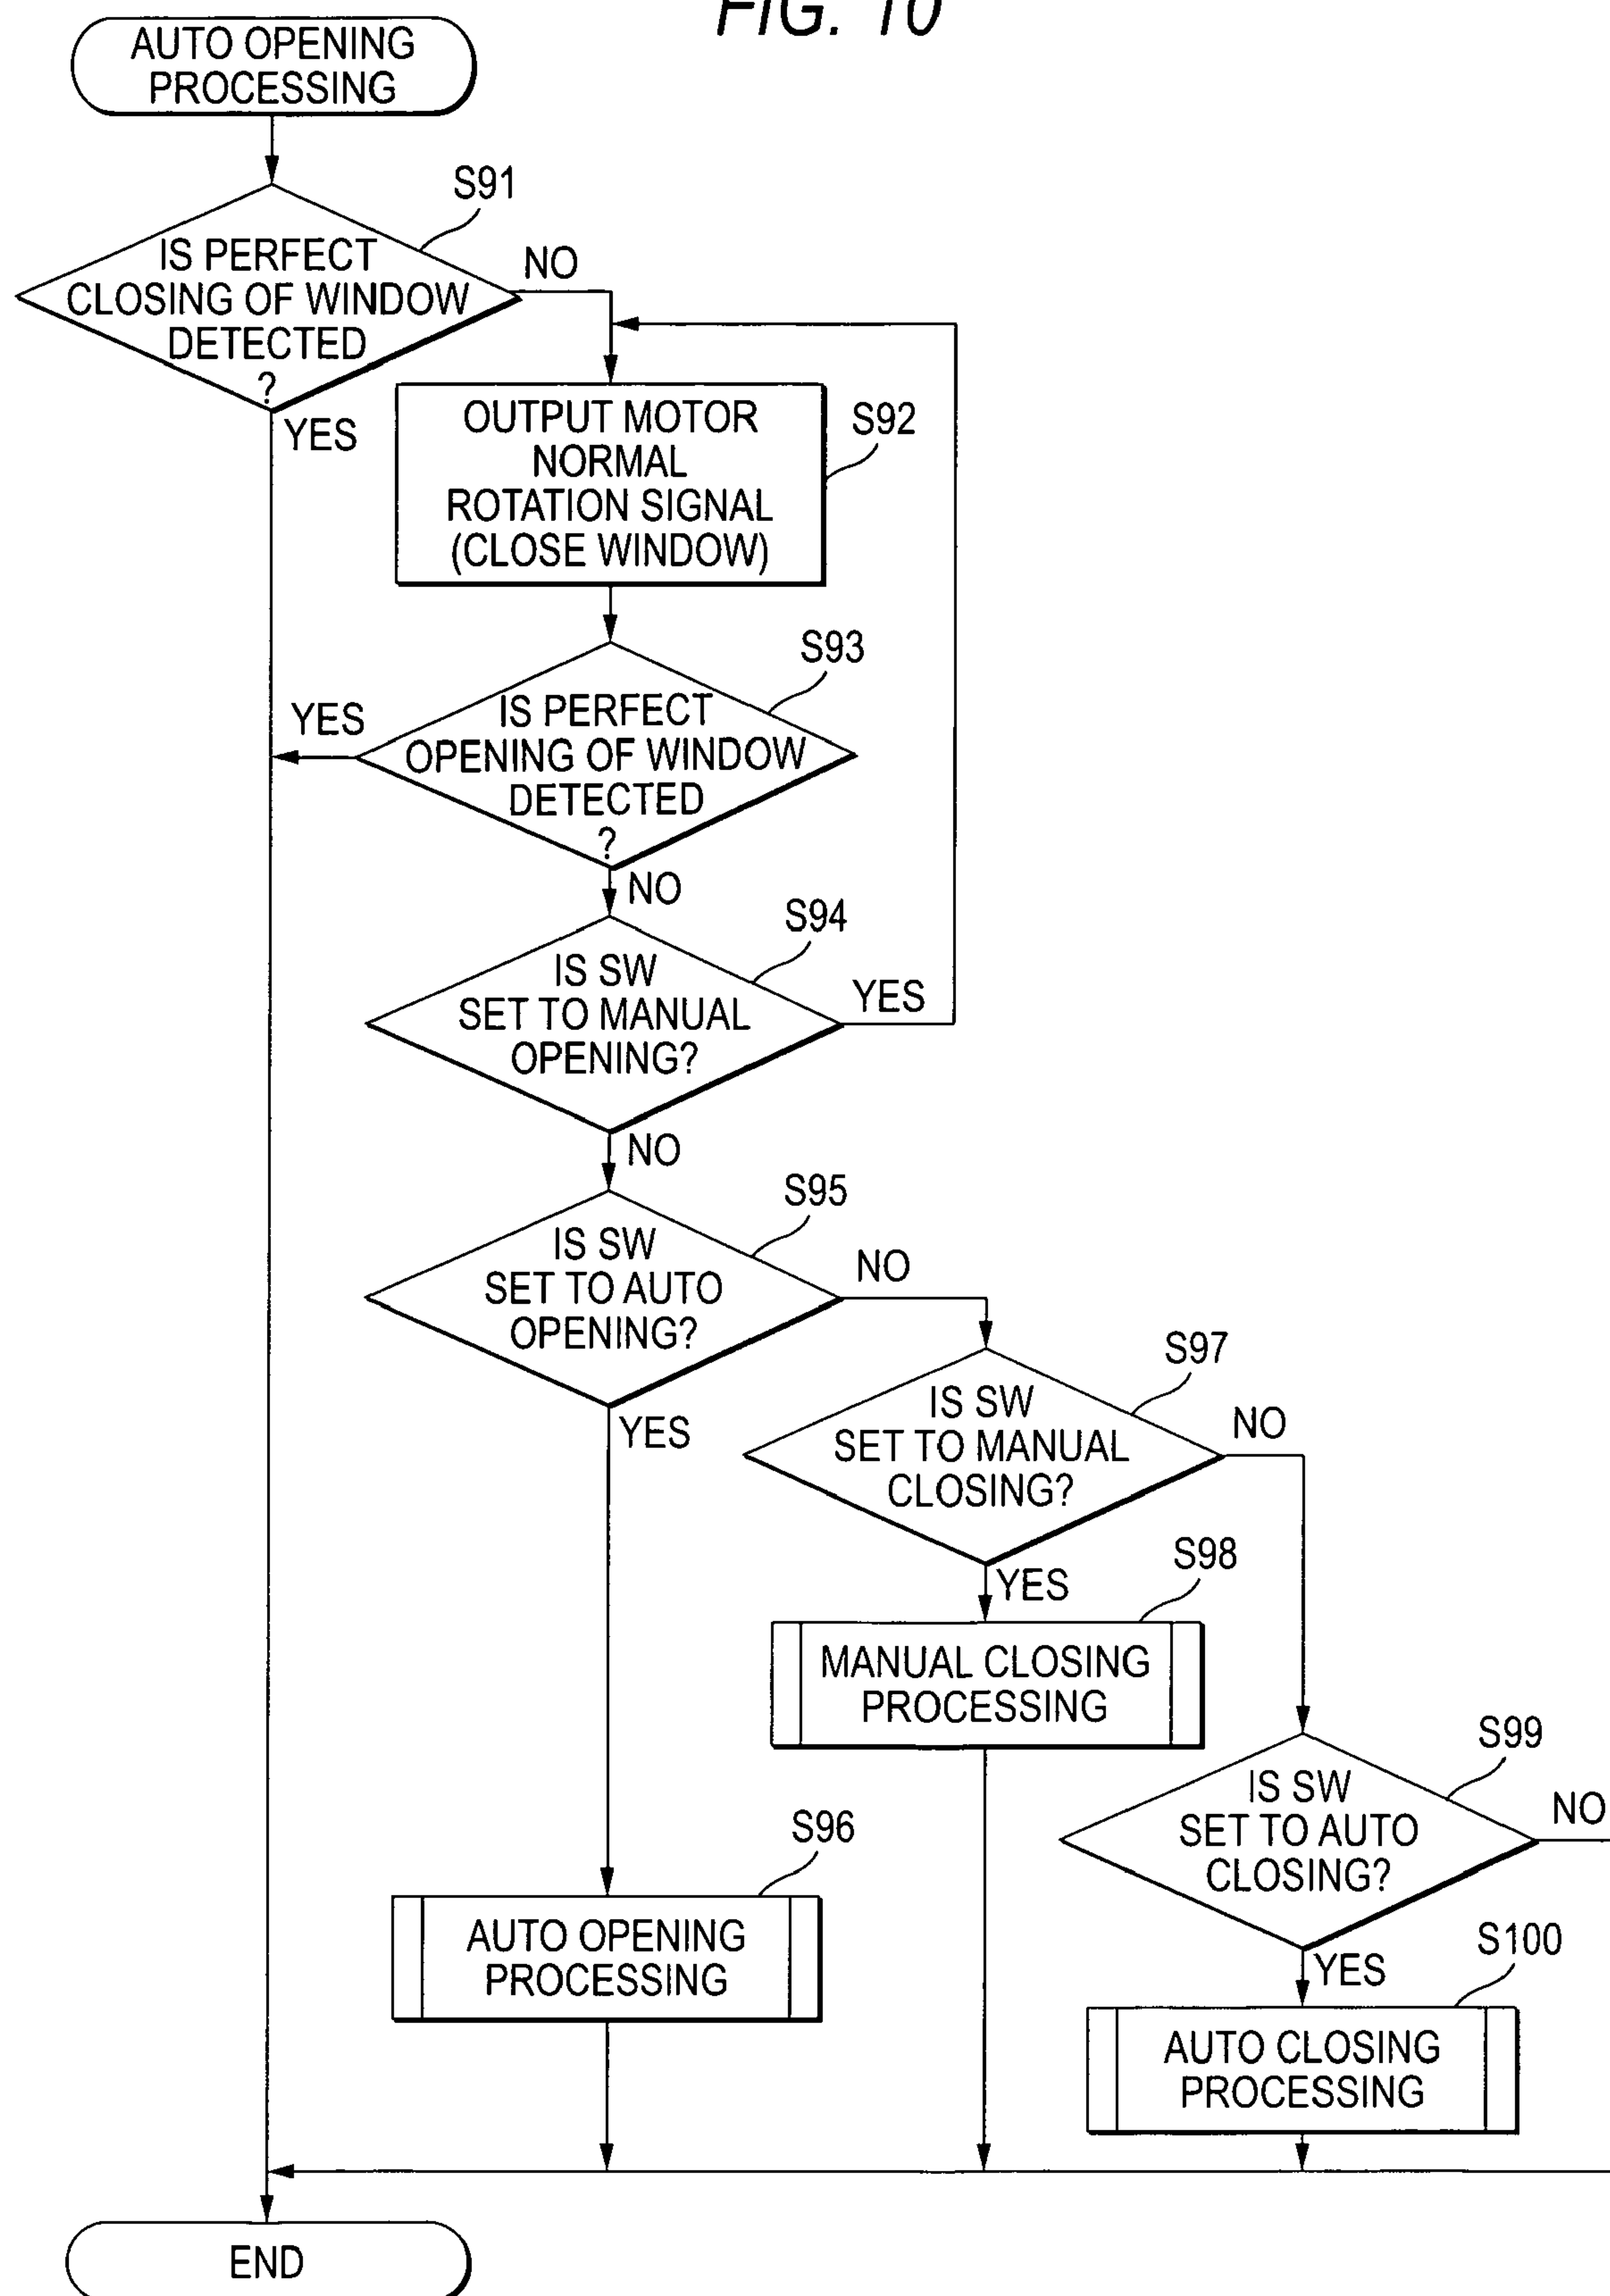 FIG. 10
AUTO OPENING
PROCESSING
S91
IS PERFECT
CLOSING OF WINDOW
DETECTED
?
NO
YES
OUTPUT MOTOR
NORMAL
ROTATION SIGNAL
(CLOSE WINDOW)
S92
S93
IS PERFECT
OPENING OF WINDOW
DETECTED
?
YES
NO
S94
IS SW
SET TO MANUAL
OPENING?
YES
NO
S95
IS SW
SET TO AUTO
OPENING?
NO
YES
S97
IS SW
SET TO MANUAL
CLOSING?
NO
YES
S98
MANUAL CLOSING
PROCESSING
S99
IS SW
SET TO AUTO
CLOSING?
NO
YES
S96
AUTO OPENING
PROCESSING
S100
AUTO CLOSING
PROCESSING
END